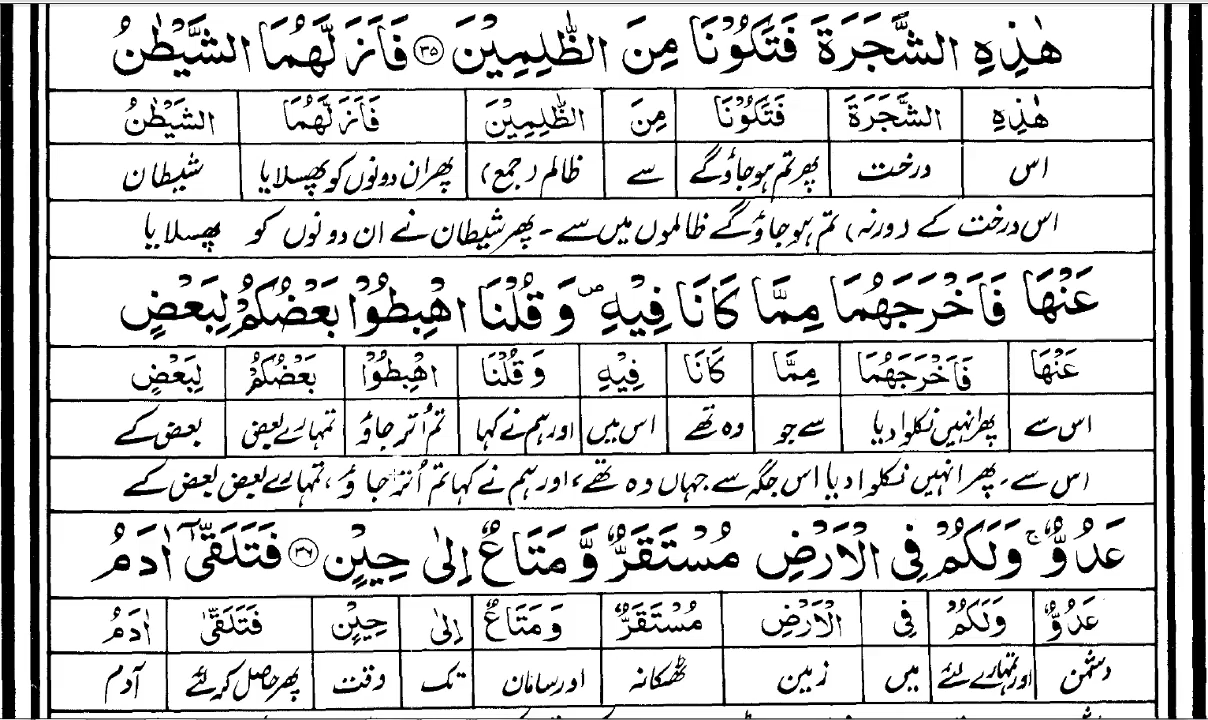 هٰذِهِ الشَّجَرَةَ فَتَكُوْنَا مِنَ الظّٰلِمِيْنَ ﴿۳۵﴾ فَاَزَلَّهُمَا الشَّيْطٰنُ
هٰذِهِ الشَّجَرَةَ فَتَكُوْنَا مِنَ الظّٰلِمِيْنَ فَاَزَلَّهُمَا الشَّيْطٰنُ
اس درخت پھر تم ہو جاؤ گے سے ظالم (جمع) پھر ان دونوں کو پھسلایا شیطان
اس درخت کے (ورنہ) تم ہو جاؤ گے ظالموں میں سے - پھر شیطان نے ان دونوں کو پھسلایا
عَنْهَا فَاَخْرَجَهُمَا مِمَّا كَانَا فِيْهِ ۖ وَ قُلْنَا اهْبِطُوْا بَعْضُكُمْ لِبَعْضٍ
عَنْهَا فَاَخْرَجَهُمَا مِمَّا كَانَا فِيْهِ وَ قُلْنَا اهْبِطُوْا بَعْضُكُمْ لِبَعْضٍ
اس سے پھر انہیں نکلوا دیا سے جو وہ تھے اس میں اور ہم نے کہا تم اُتر جاؤ تمہارے بعض بعض کے
اس سے، پھر انہیں نکلوا دیا اس جگہ سے جہاں وہ تھے، اور ہم نے کہا تم اُتر جاؤ، تمہارے بعض بعض کے
عَدُوٌّ ۚ وَلَكُمْ فِى الْاَرْضِ مُسْتَقَرٌّ وَّ مَتَاعٌ اِلٰى حِيْنٍ ﴿۳۶﴾ فَتَلَقّٰٓى اٰدَمُ
عَدُوٌّ وَلَكُمْ فِى الْاَرْضِ مُسْتَقَرٌّ وَ مَتَاعٌ اِلٰى حِيْنٍ فَتَلَقّٰى اٰدَمُ
دشمن اور تمہارے لئے میں زمین ٹھکانہ اور سامان تک وقت پھر حاصل کر لئے آدم